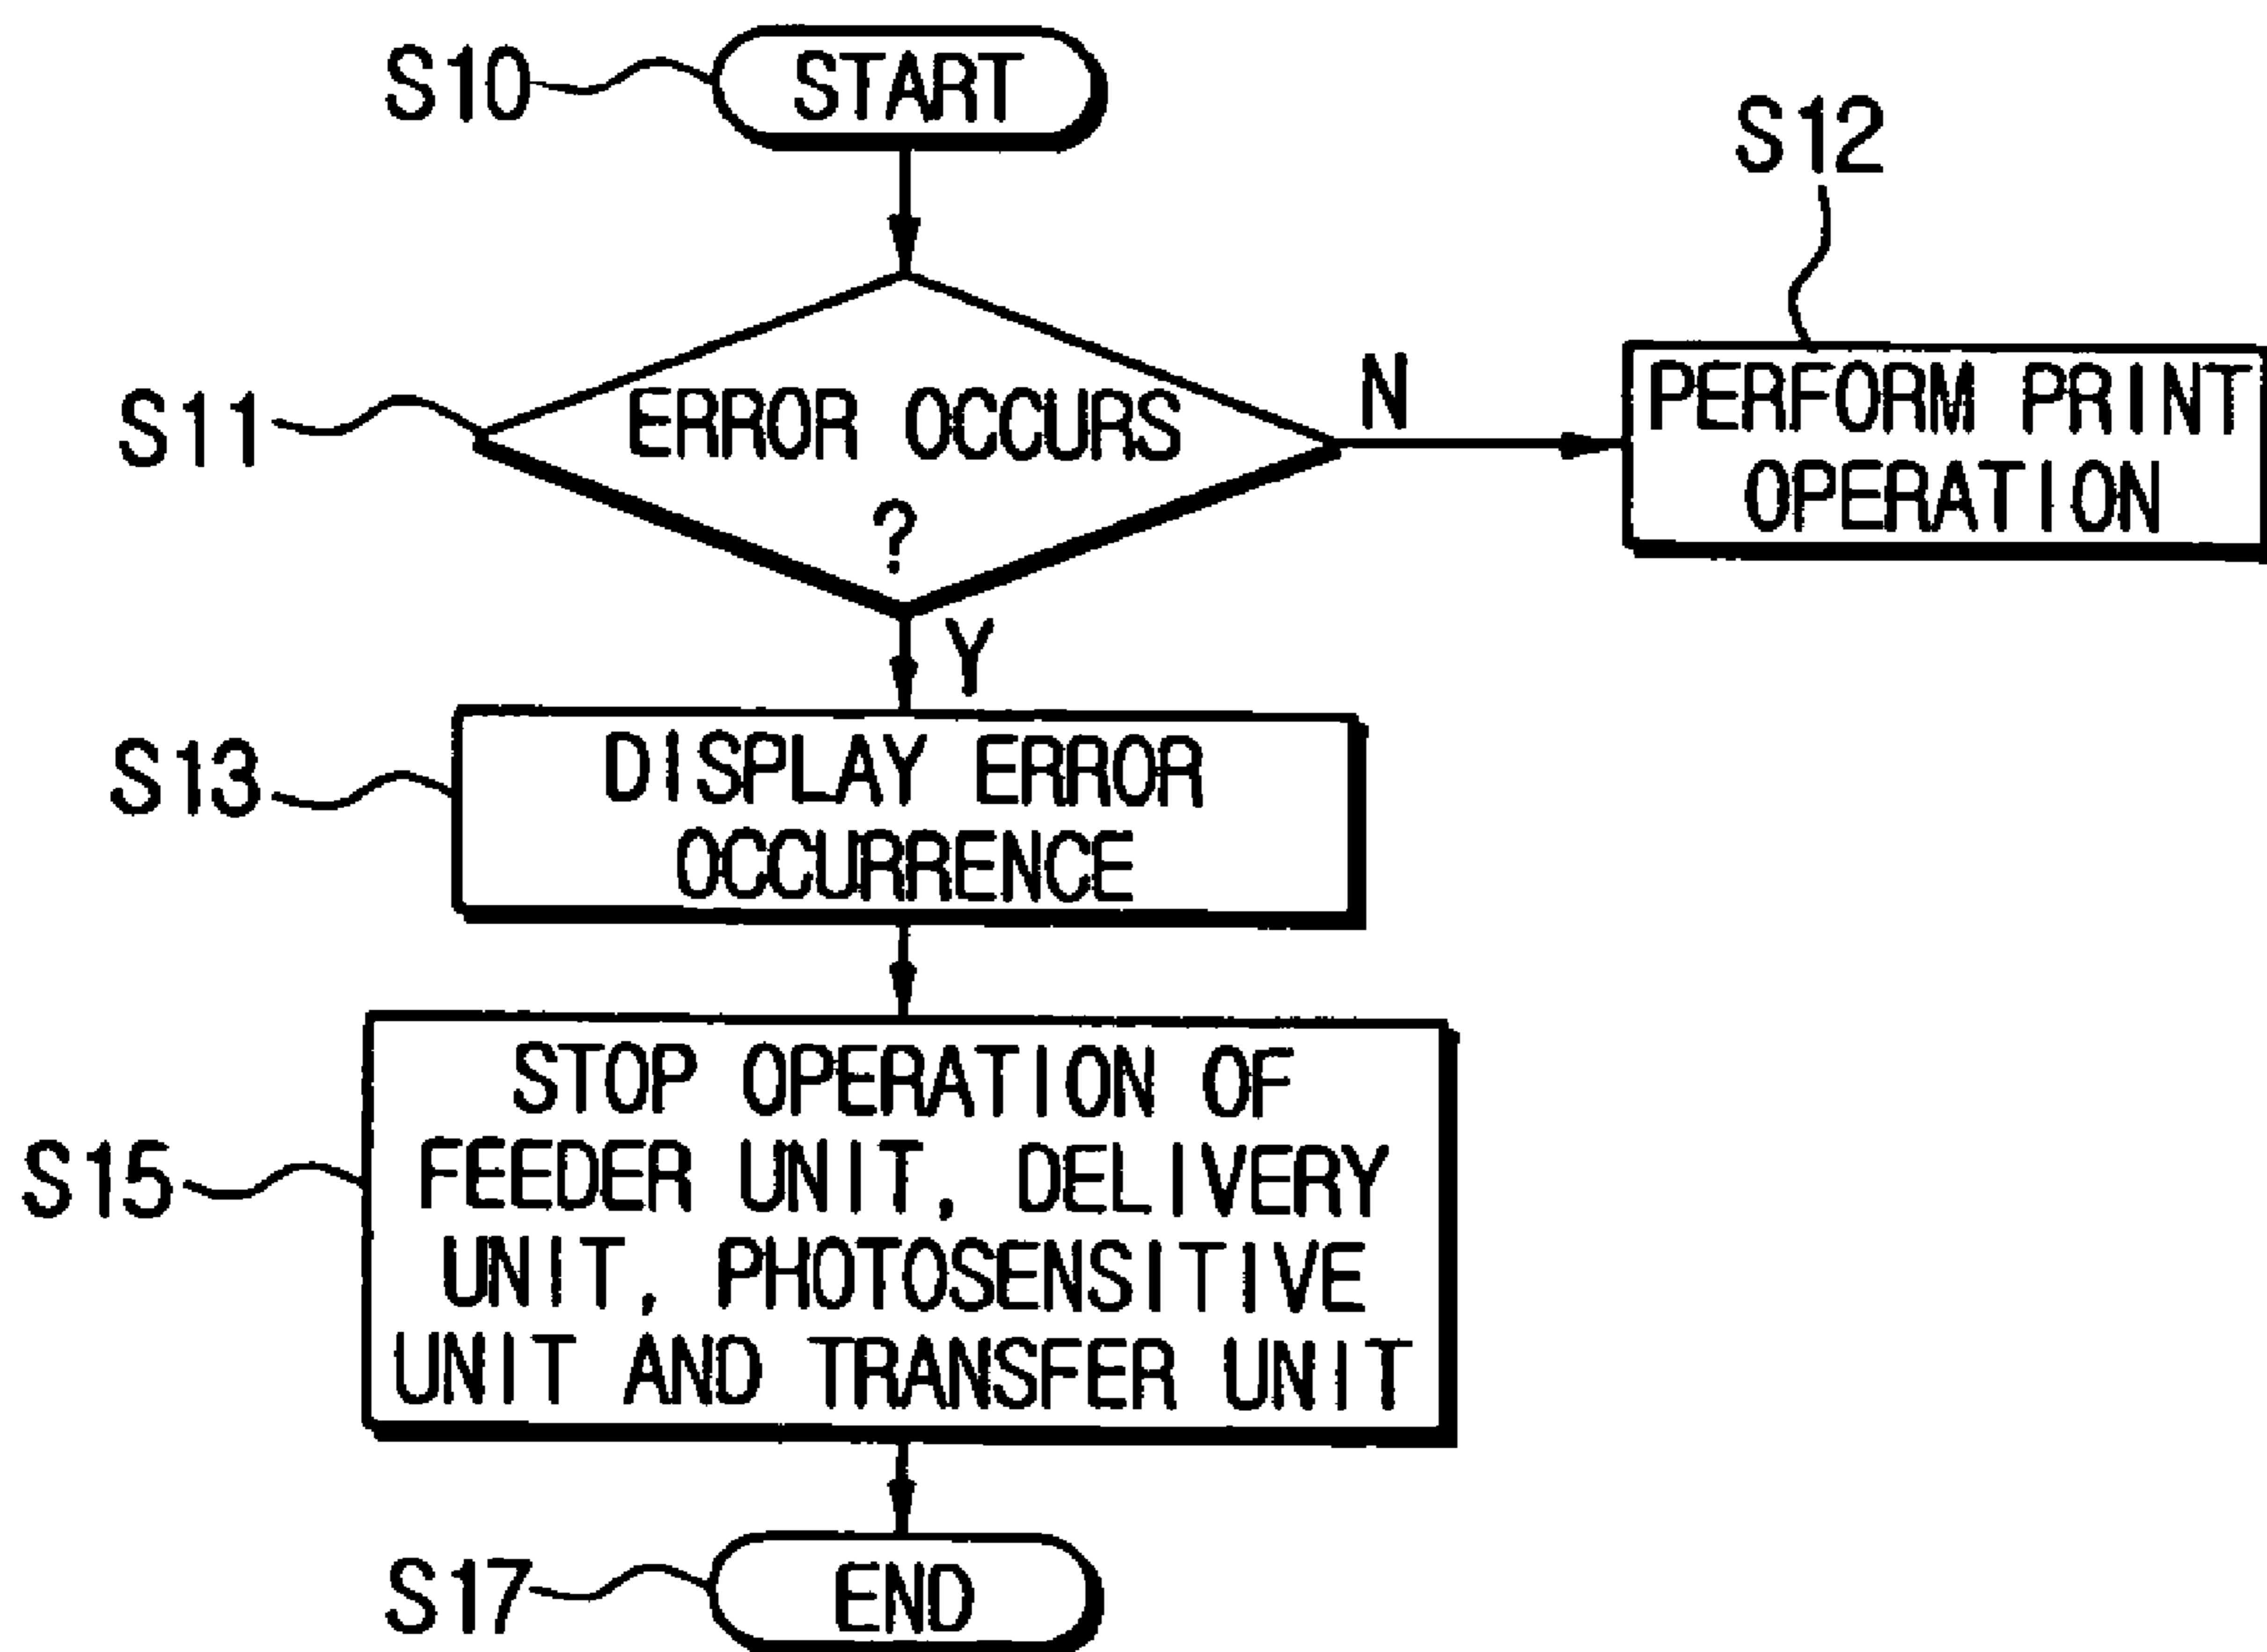 S10
START
S12
S11
ERROR OCCURS
?
N
PERFORM PRINT
OPERATION
Y
S13
DISPLAY ERROR
OCCURRENCE
S15
STOP OPERATION OF
FEEDER UNIT, DELIVERY
UNIT, PHOTOSENSITIVE
UNIT AND TRANSFER UNIT
S17
END